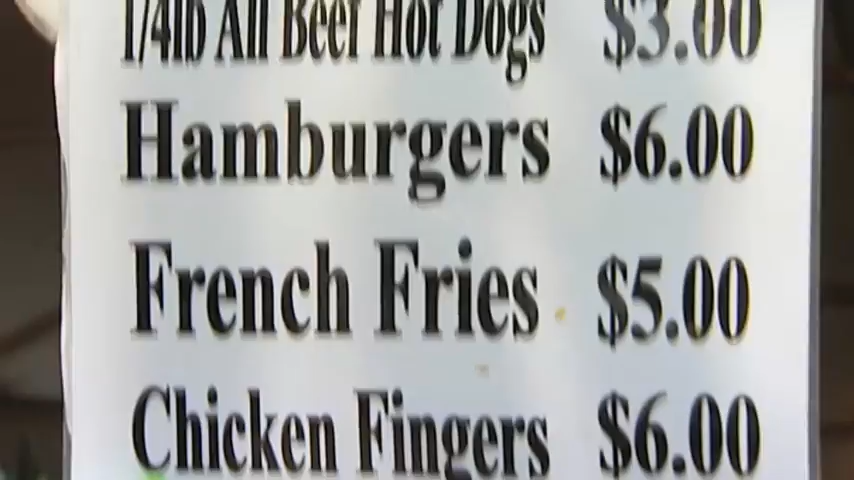 1/4lb All Beef Hot Dogs $3.00
Hamburgers $6.00
French Fries $5.00
Chicken Fingers $6.00